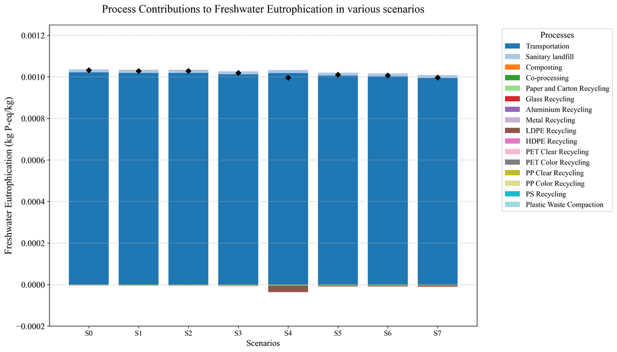 Process Contributions to Freshwater Eutrophication in various scenarios
Freshwater Eutrophication (kg P-eq/kg)
0.0012
0.0010
0.0008
0.0006
0.0004
0.0002
0.0000
−0.0002
S0 S1 S2 S3 S4 S5 S6 S7
Scenarios
Processes
Transportation
Sanitary landfill
Composting
Co-processing
Paper and Carton Recycling
Glass Recycling
Aluminium Recycling
Metal Recycling
LDPE Recycling
HDPE Recycling
PET Clear Recycling
PET Color Recycling
PP Clear Recycling
PP Color Recycling
PS Recycling
Plastic Waste Compaction